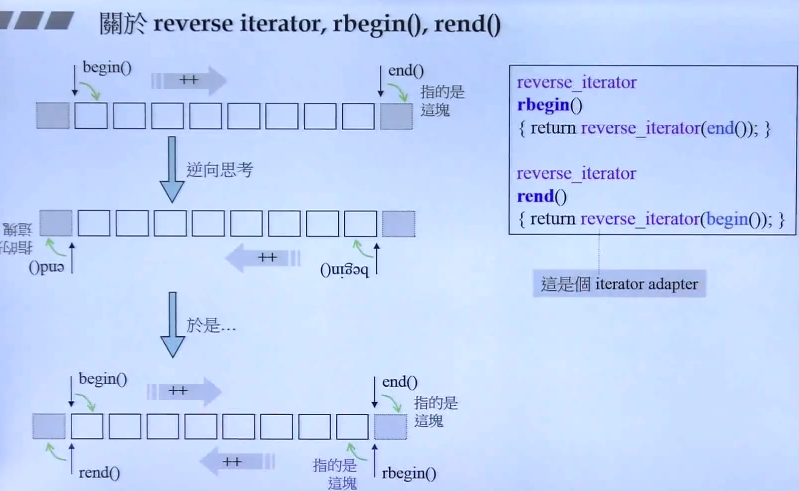 關於 reverse iterator, rbegin(), rend()
begin()
++
end()
指的是
這塊
reverse_iterator
rbegin()
{ return reverse_iterator(end()); }
reverse_iterator
rend()
{ return reverse_iterator(begin()); }
這是個 iterator adapter
逆向思考
指的是
這塊
end()
++
begin()
於是…
begin()
++
end()
指的是
這塊
rend()
++
指的是
這塊
rbegin()